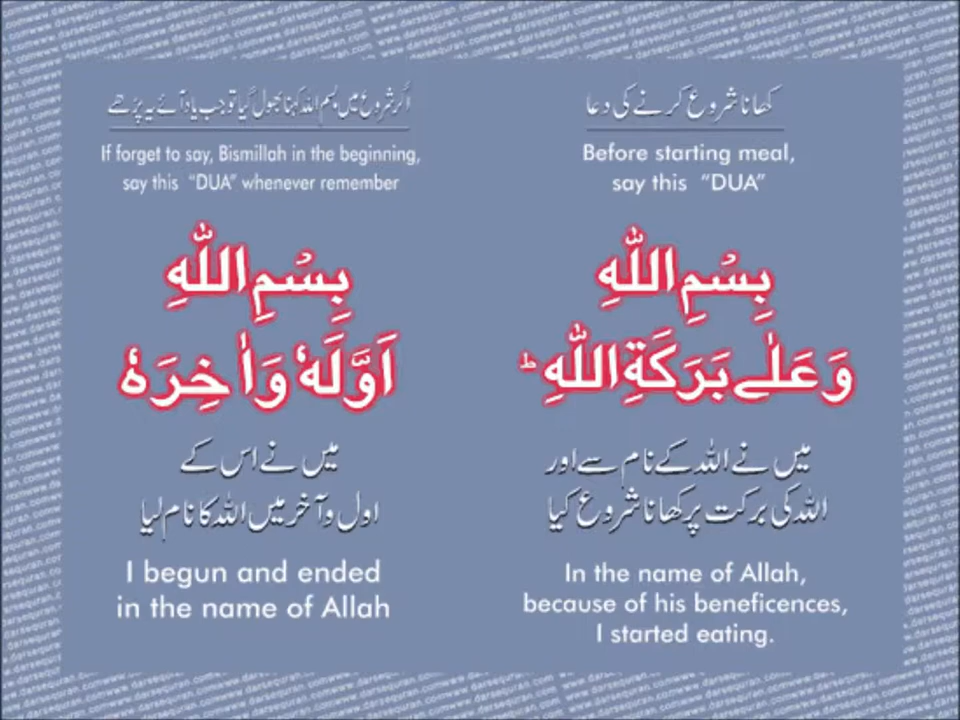 کھانا شروع کرنے کی دعا
Before starting meal,
say this “DUA”
بِسْمِ اللّٰهِ
وَعَلٰے بَرَكَةِ اللّٰهِ ؕ
میں نے اللہ کے نام سے اور
اللہ کی برکت پر کھانا شروع کیا
In the name of Allah,
because of his beneficences,
I started eating.
اگر شروع میں بسم اللہ کہنا بھول گیا تو جب یاد آئے یہ پڑھے
If forget to say, Bismillah in the beginning,
say this “DUA” whenever remember
بِسْمِ اللّٰهِ
اَوَّلَهٗ وَاٰخِرَهٗ
میں نے اس کے
اول و آخر میں اللہ کا نام لیا
I begun and ended
in the name of Allah
www.darsequran.com